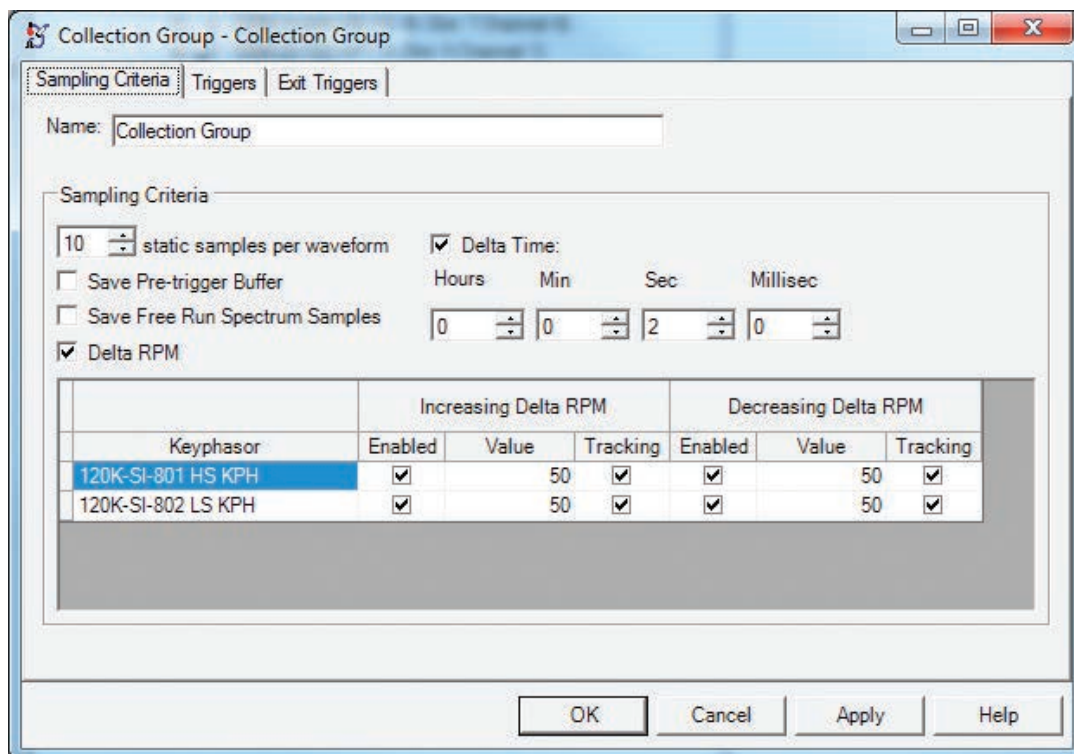 Collection Group - Collection Group
Sampling Criteria Triggers Exit Triggers
Name: Collection Group
Sampling Criteria
10 static samples per waveform Delta Time:
Save Pre-trigger Buffer Hours Min Sec Millisec
Save Free Run Spectrum Samples 0 0 2 0
Delta RPM
Increasing Delta RPM Decreasing Delta RPM
Keyphasor Enabled Value Tracking Enabled Value Tracking
120K-SI-801 HS KPH 50 50
120K-SI-802 LS KPH 50 50
OK Cancel Apply Help